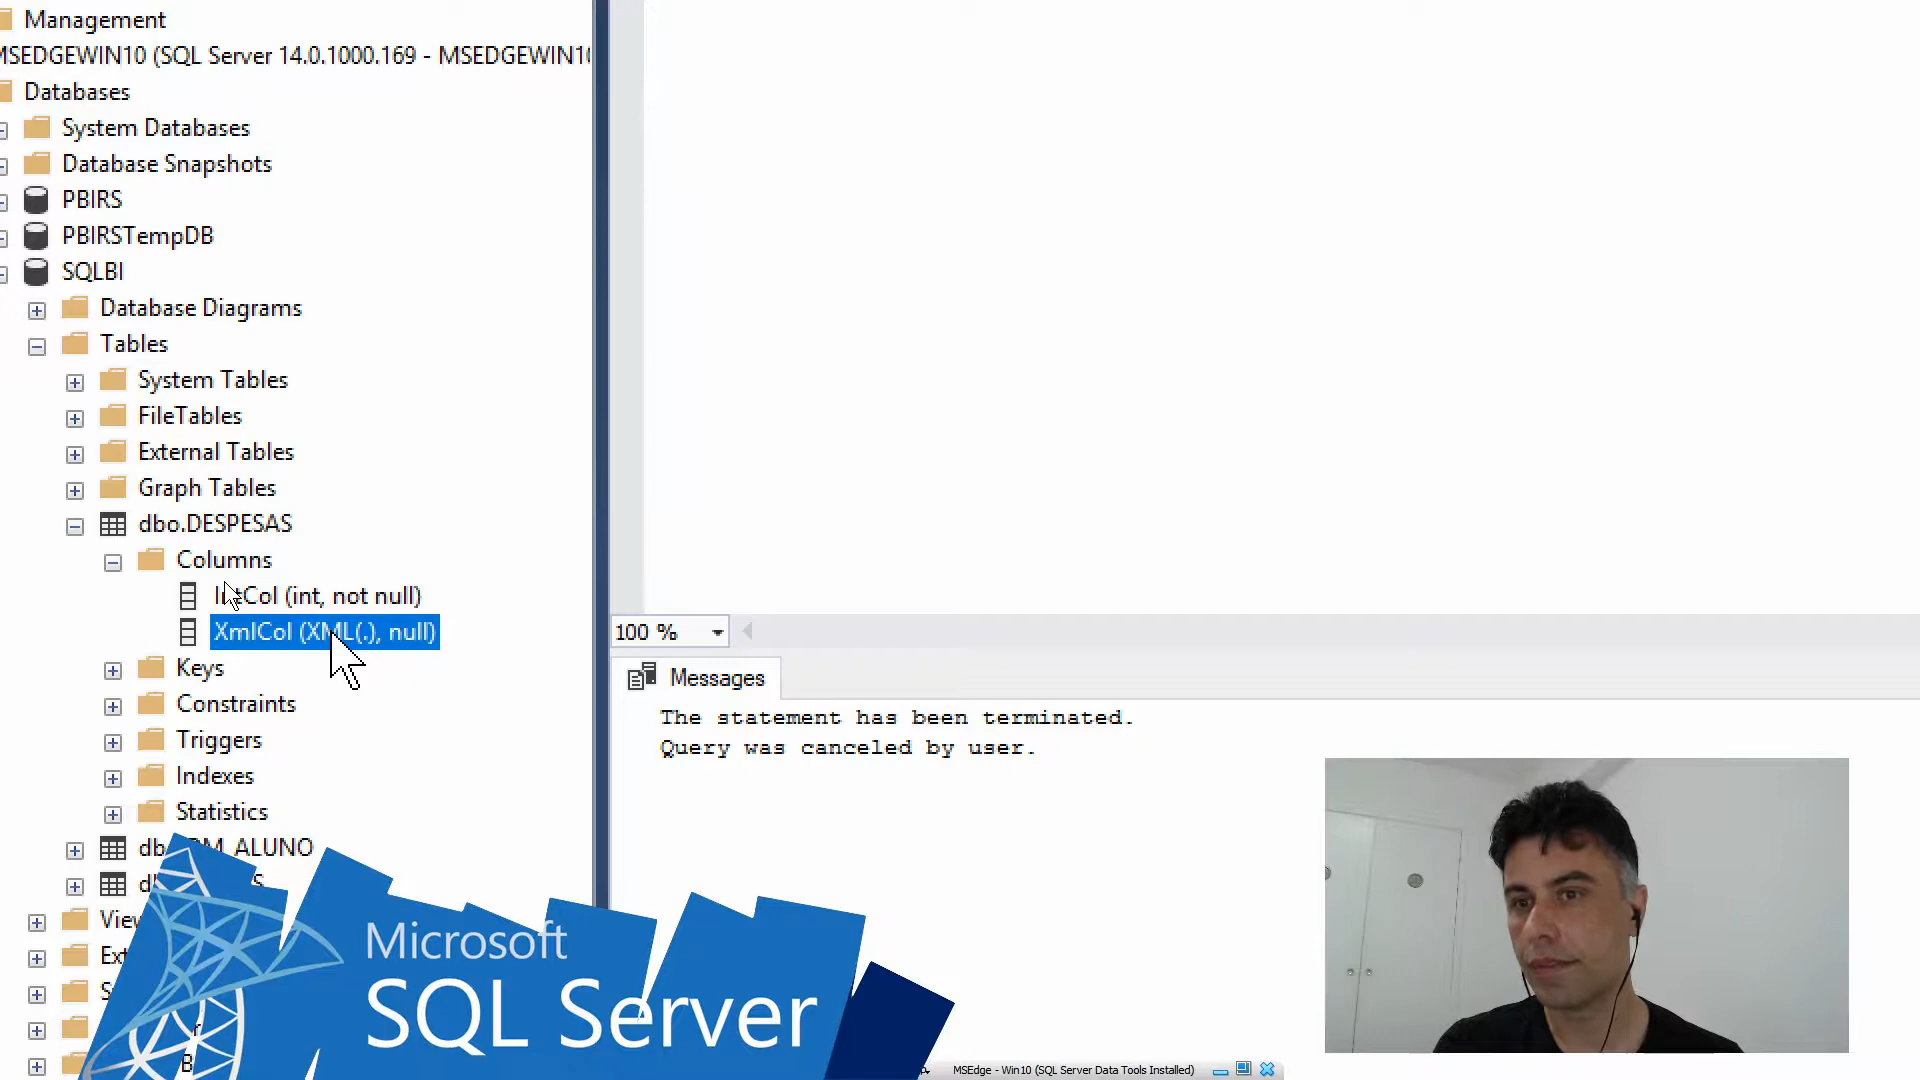 Management
MSEDGEWIN10 (SQL Server 14.0.1000.169 - MSEDGEWIN10
Databases
System Databases
Database Snapshots
PBIRS
PBIRSTempDB
SQLBI
Database Diagrams
Tables
System Tables
FileTables
External Tables
Graph Tables
dbo.DESPESAS
Columns
IntCol (int, not null)
XmlCol (XML(.), null)
Keys
Constraints
Triggers
Indexes
Statistics
ALUNO
100 %
Messages
The statement has been terminated.
Query was canceled by user.
Microsoft
SQL Server
MSEdge - Win10 (SQL Server Data Tools Installed)